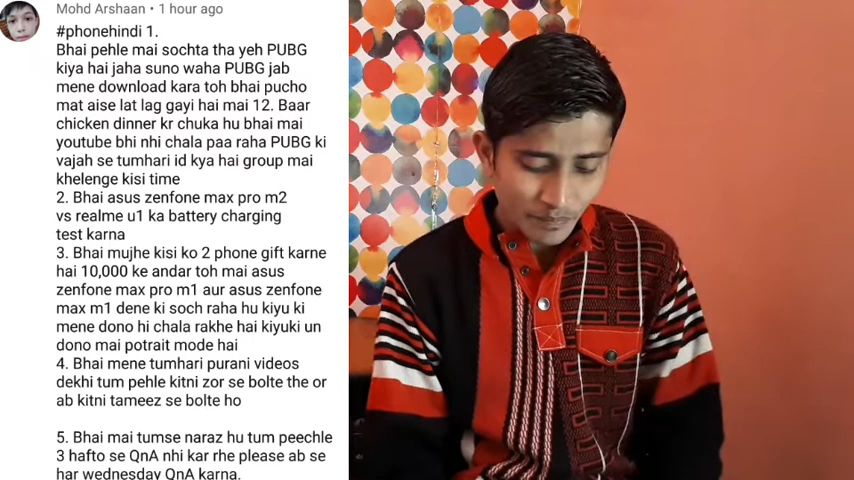 Mohd Arshaan • 1 hour ago
#phonehindi 1.
Bhai pehle mai sochta tha yeh PUBG
kiya hai jaha suno waha PUBG jab
mene download kara toh bhai pucho
mat aise lat lag gayi hai mai 12. Baar
chicken dinner kr chuka hu bhai mai
youtube bhi nhi chala paa raha PUBG ki
vajah se tumhari id kya hai group mai
khelenge kisi time
2. Bhai asus zenfone max pro m2
vs realme u1 ka battery charging
test karna
3. Bhai mujhe kisi ko 2 phone gift karne
hai 10,000 ke andar toh mai asus
zenfone max pro m1 aur asus zenfone
max m1 dene ki soch raha hu kiyu ki
mene dono hi chala rakhe hai kiyuki un
dono mai potrait mode hai
4. Bhai mene tumhari purani videos
dekhi tum pehle kitni zor se bolte the or
ab kitni tameez se bolte ho
5. Bhai mai tumse naraz hu tum peechle
3 hafto se QnA nhi kar rhe please ab se
har wednesday QnA karna.